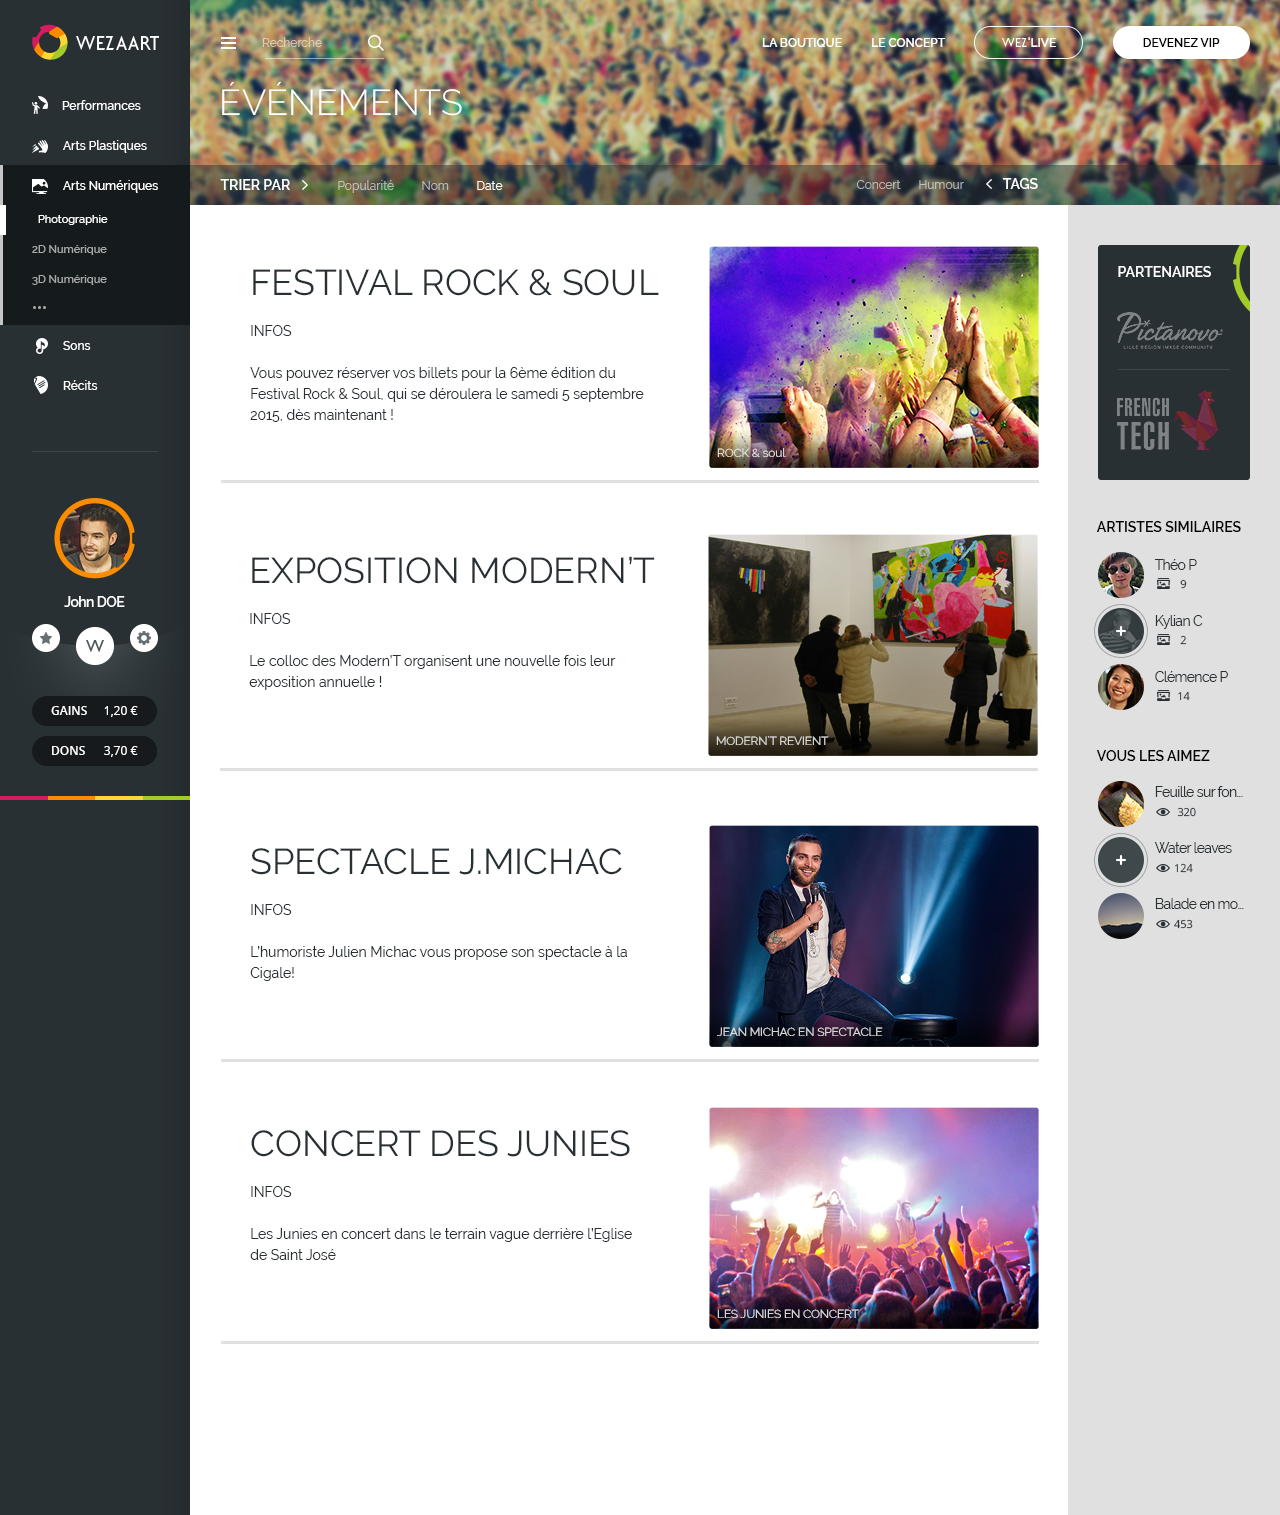 WEZAART
Performances
Arts Plastiques
Arts Numériques
Photographie
2D Numérique
3D Numérique
Sons
Récits
John DOE
W
GAINS 1,20 €
DONS 3,70 €
Recherche
LA BOUTIQUE
LE CONCEPT
WEZ'LIVE
DEVENEZ VIP
ÉVÉNEMENTS
TRIER PAR
Popularité
Nom
Date
Concert
Humour
TAGS
FESTIVAL ROCK & SOUL
INFOS
Vous pouvez réserver vos billets pour la 6ème édition du
Festival Rock & Soul, qui se déroulera le samedi 5 septembre
2015, dès maintenant !
ROCK & soul
EXPOSITION MODERN'T
INFOS
Le colloc des Modern'T organisent une nouvelle fois leur
exposition annuelle !
MODERN'T REVIENT
SPECTACLE J.MICHAC
INFOS
L'humoriste Julien Michac vous propose son spectacle à la
Cigale!
JEAN MICHAC EN SPECTACLE
CONCERT DES JUNIES
INFOS
Les Junies en concert dans le terrain vague derrière l'Eglise
de Saint José
LES JUNIES EN CONCERT
PARTENAIRES
Pictanovo
LILLE REGION IMAGE COMMUNITY
FRENCH
TECH
ARTISTES SIMILAIRES
Théo P
9
Kylian C
2
Clémence P
14
VOUS LES AIMEZ
Feuille sur fon...
320
Water leaves
124
Balade en mo...
453